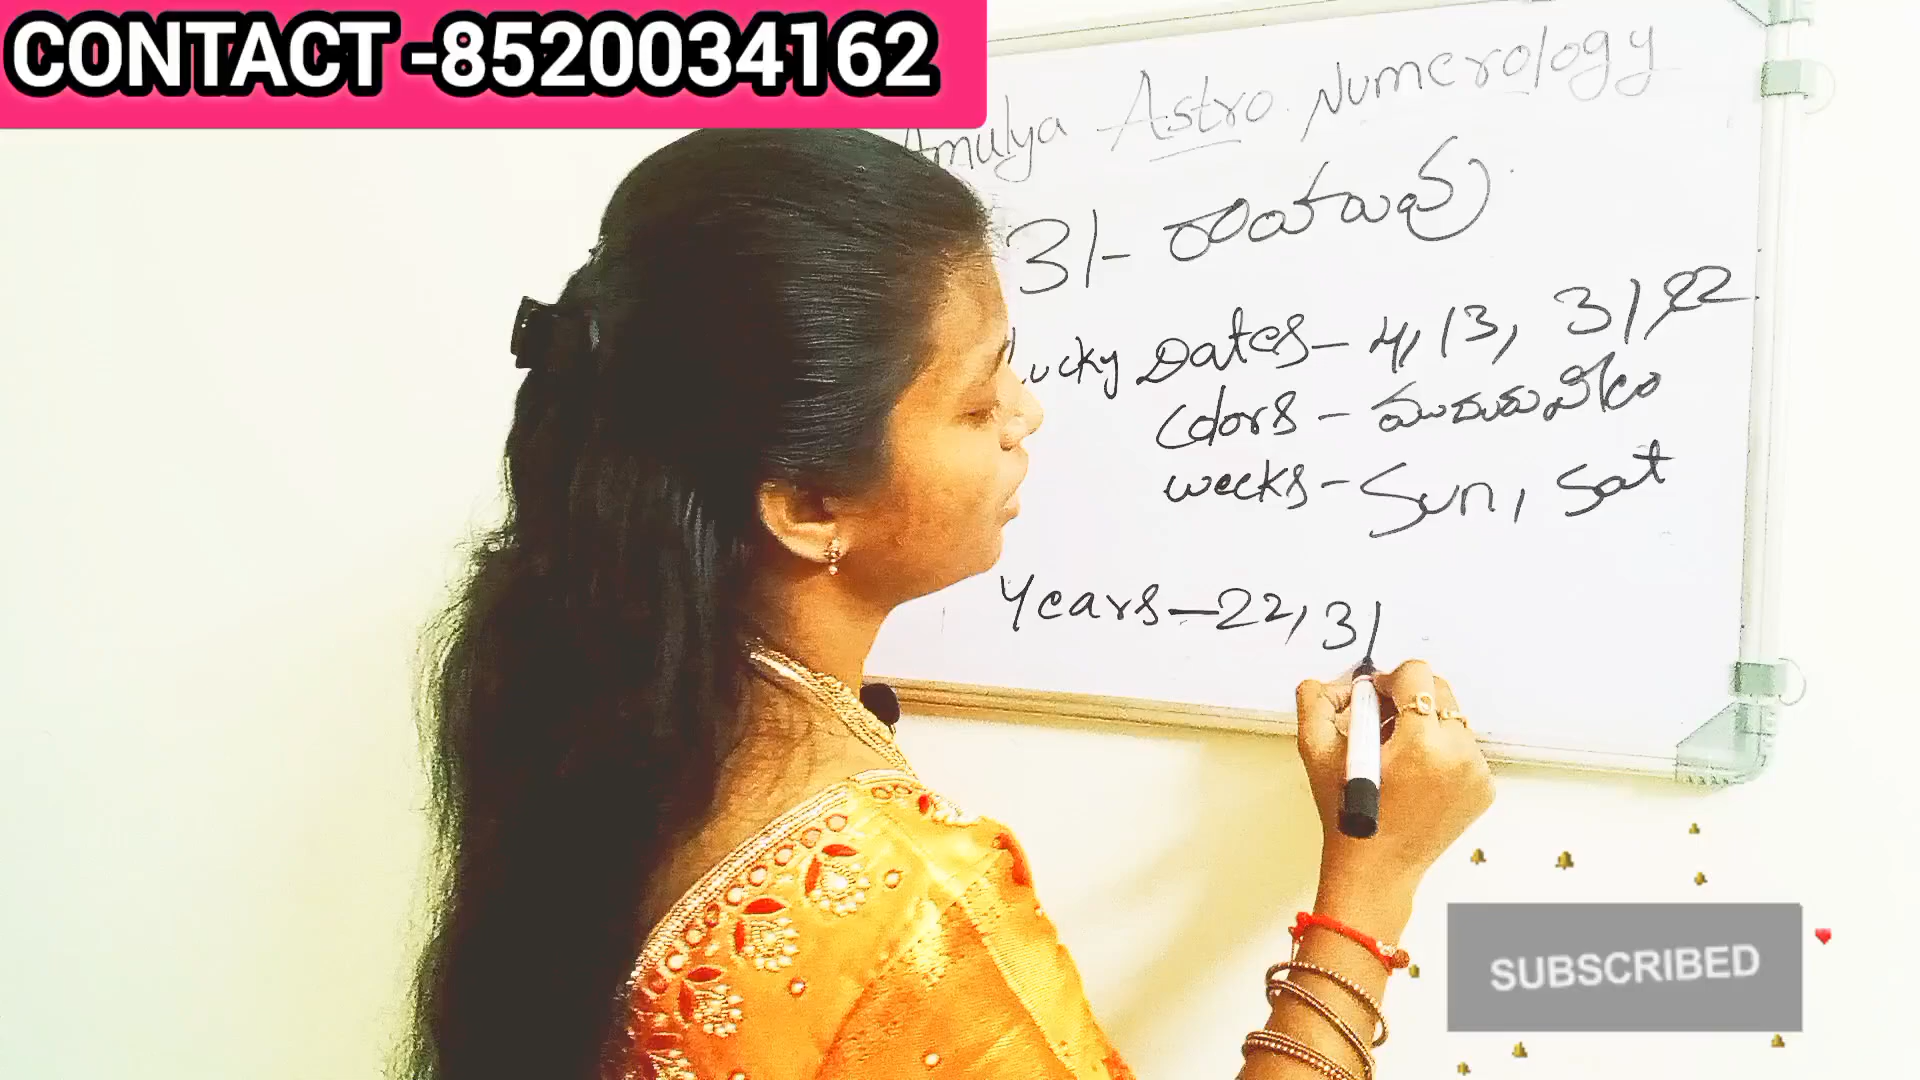 CONTACT -8520034162
Amulya Astro Numerology
31-
Lucky Dates - 4, 13, 31, 22
Colors - ముదురు నీలం
weeks - Sun, Sat
Years - 22, 31
SUBSCRIBED